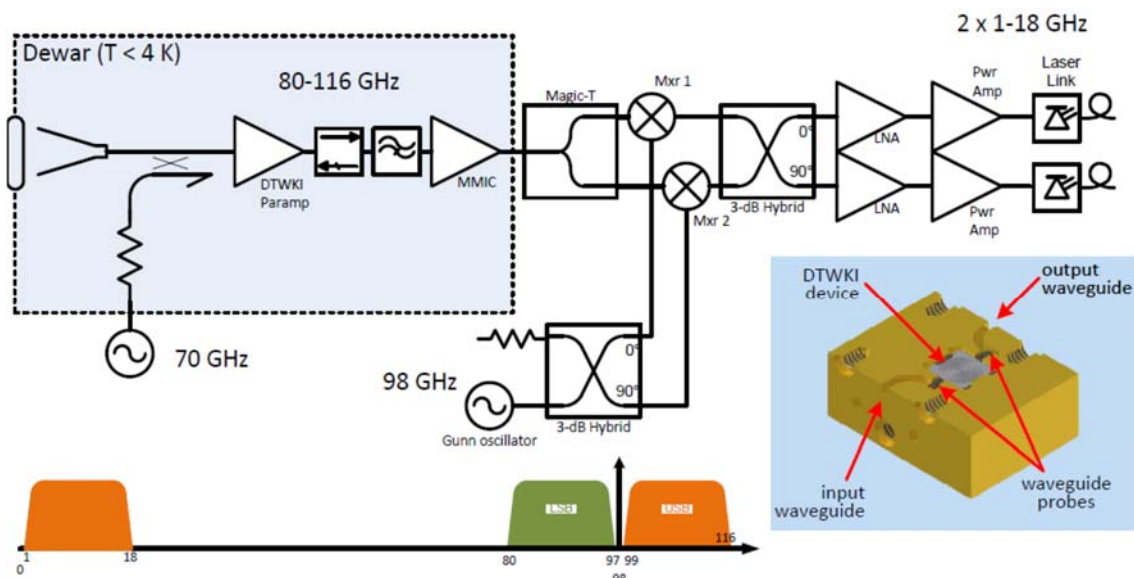 2 x 1-18 GHz
Dewar (T < 4 K)
80-116 GHz
Magic-T
Mxr 1
Pwr
Amp
Laser
Link
DTWKI
Paramp
MMIC
0°
90°
LNA
LNA
Mxr 2
3-dB Hybrid
Pwr
Amp
70 GHz
98 GHz
Gunn oscillator
0°
90°
3-dB Hybrid
DTWKI
device
output
waveguide
input
waveguide
waveguide
probes
LSB
USB
1
0
18
80
97
99
116
98